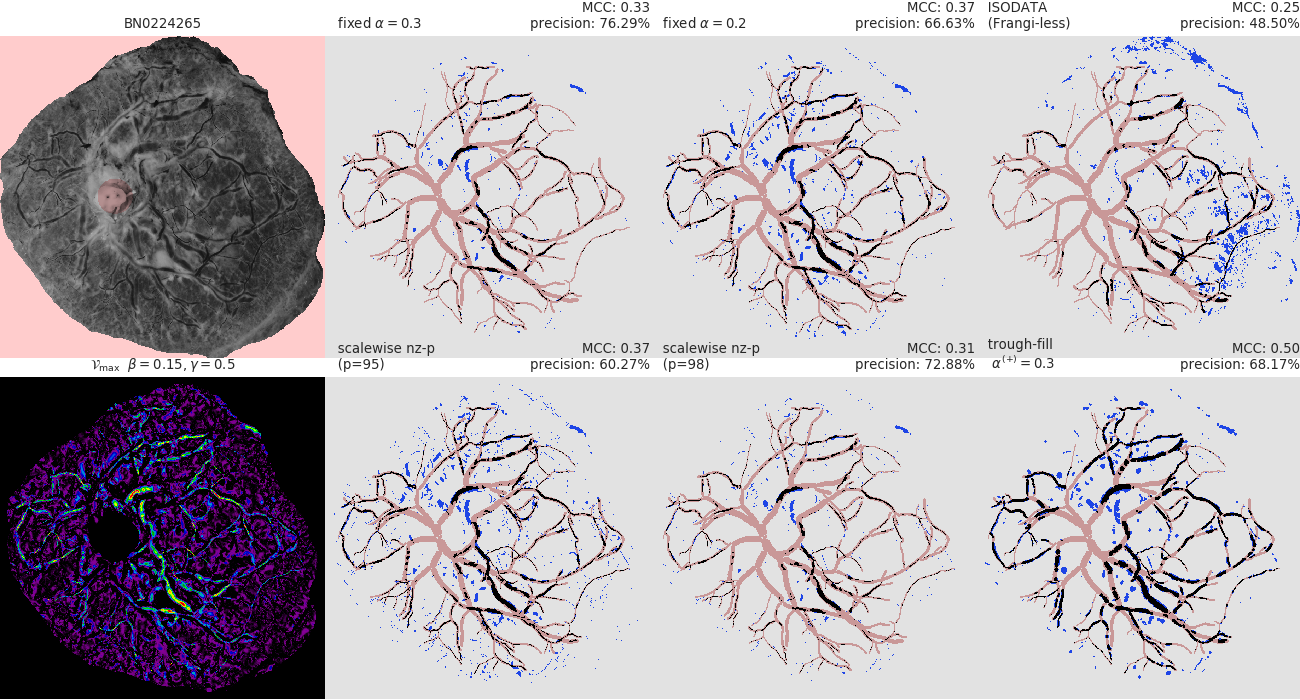 BN0224265
fixed α = 0.3
MCC: 0.33
precision: 76.29%
fixed α = 0.2
MCC: 0.37
precision: 66.63%
ISODATA
(Frangi-less)
MCC: 0.25
precision: 48.50%
𝒱max β = 0.15, γ = 0.5
scalewise nz-p
(p=95)
MCC: 0.37
precision: 60.27%
scalewise nz-p
(p=98)
MCC: 0.31
precision: 72.88%
trough-fill
α(+) = 0.3
MCC: 0.50
precision: 68.17%